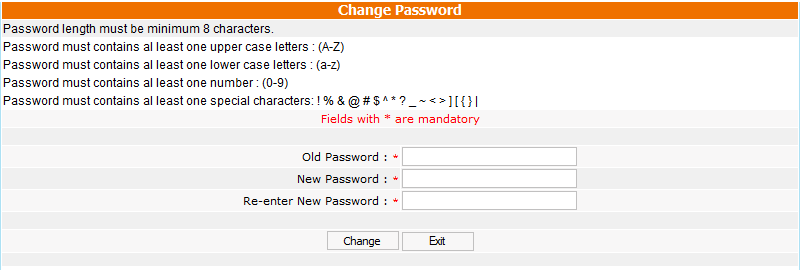 Change Password
Password length must be minimum 8 characters.
Password must contains al least one upper case letters : (A-Z)
Password must contains al least one lower case letters : (a-z)
Password must contains al least one number : (0-9)
Password must contains al least one special characters: ! % & @ # $ ^ * ? _ ~ < > ] [ { } |
Fields with * are mandatory
Old Password : *
New Password : *
Re-enter New Password : *
Change Exit